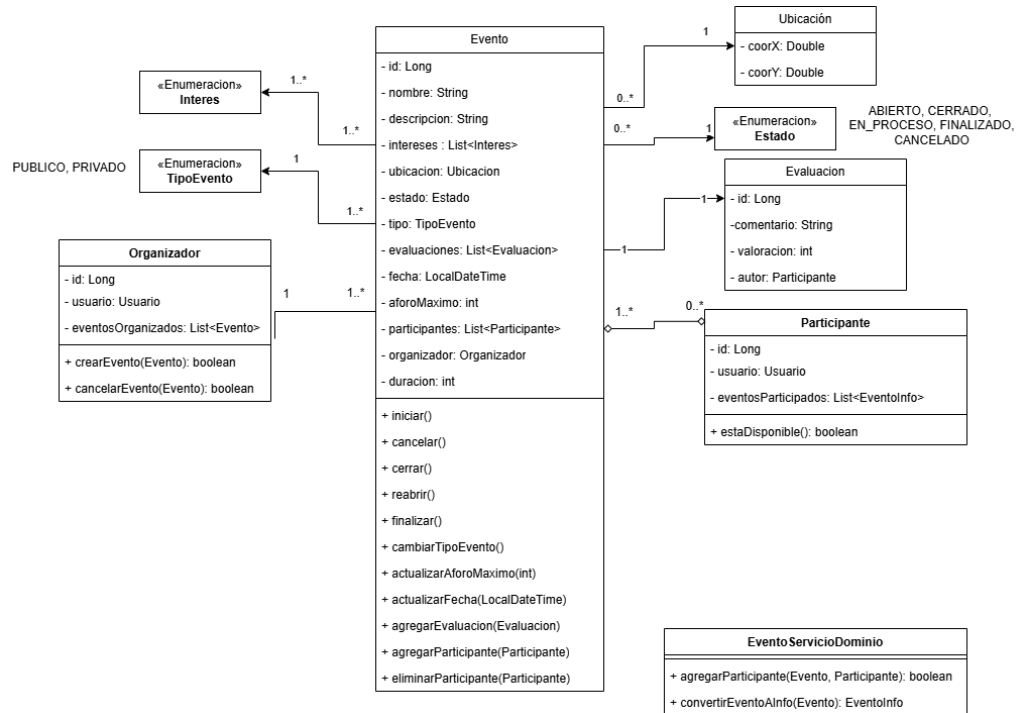 Evento
- id: Long
- nombre: String
- descripcion: String
- intereses : List<Interes>
- ubicacion: Ubicacion
- estado: Estado
- tipo: TipoEvento
- evaluaciones: List<Evaluacion>
- fecha: LocalDateTime
- aforoMaximo: int
- participantes: List<Participante>
- organizador: Organizador
- duracion: int
+ iniciar()
+ cancelar()
+ cerrar()
+ reabrir()
+ finalizar()
+ cambiarTipoEvento()
+ actualizarAforoMaximo(int)
+ actualizarFecha(LocalDateTime)
+ agregarEvaluacion(Evaluacion)
+ agregarParticipante(Participante)
+ eliminarParticipante(Participante)
«Enumeracion»
Interes
1..*
1..*
PUBLICO, PRIVADO
«Enumeracion»
TipoEvento
1
1..*
Organizador
- id: Long
- usuario: Usuario
- eventosOrganizados: List<Evento>
+ crearEvento(Evento): boolean
+ cancelarEvento(Evento): boolean
1
1..*
Ubicación
- coorX: Double
- coorY: Double
1
0..*
«Enumeracion»
Estado
0..*
1
ABIERTO, CERRADO,
EN_PROCESO, FINALIZADO,
CANCELADO
Evaluacion
- id: Long
-comentario: String
- valoracion: int
- autor: Participante
1
1
1..*
0..*
Participante
- id: Long
- usuario: Usuario
- eventosParticipados: List<EventoInfo>
+ estaDisponible(): boolean
EventoServicioDominio
+ agregarParticipante(Evento, Participante): boolean
+ convertirEventoAInfo(Evento): EventoInfo